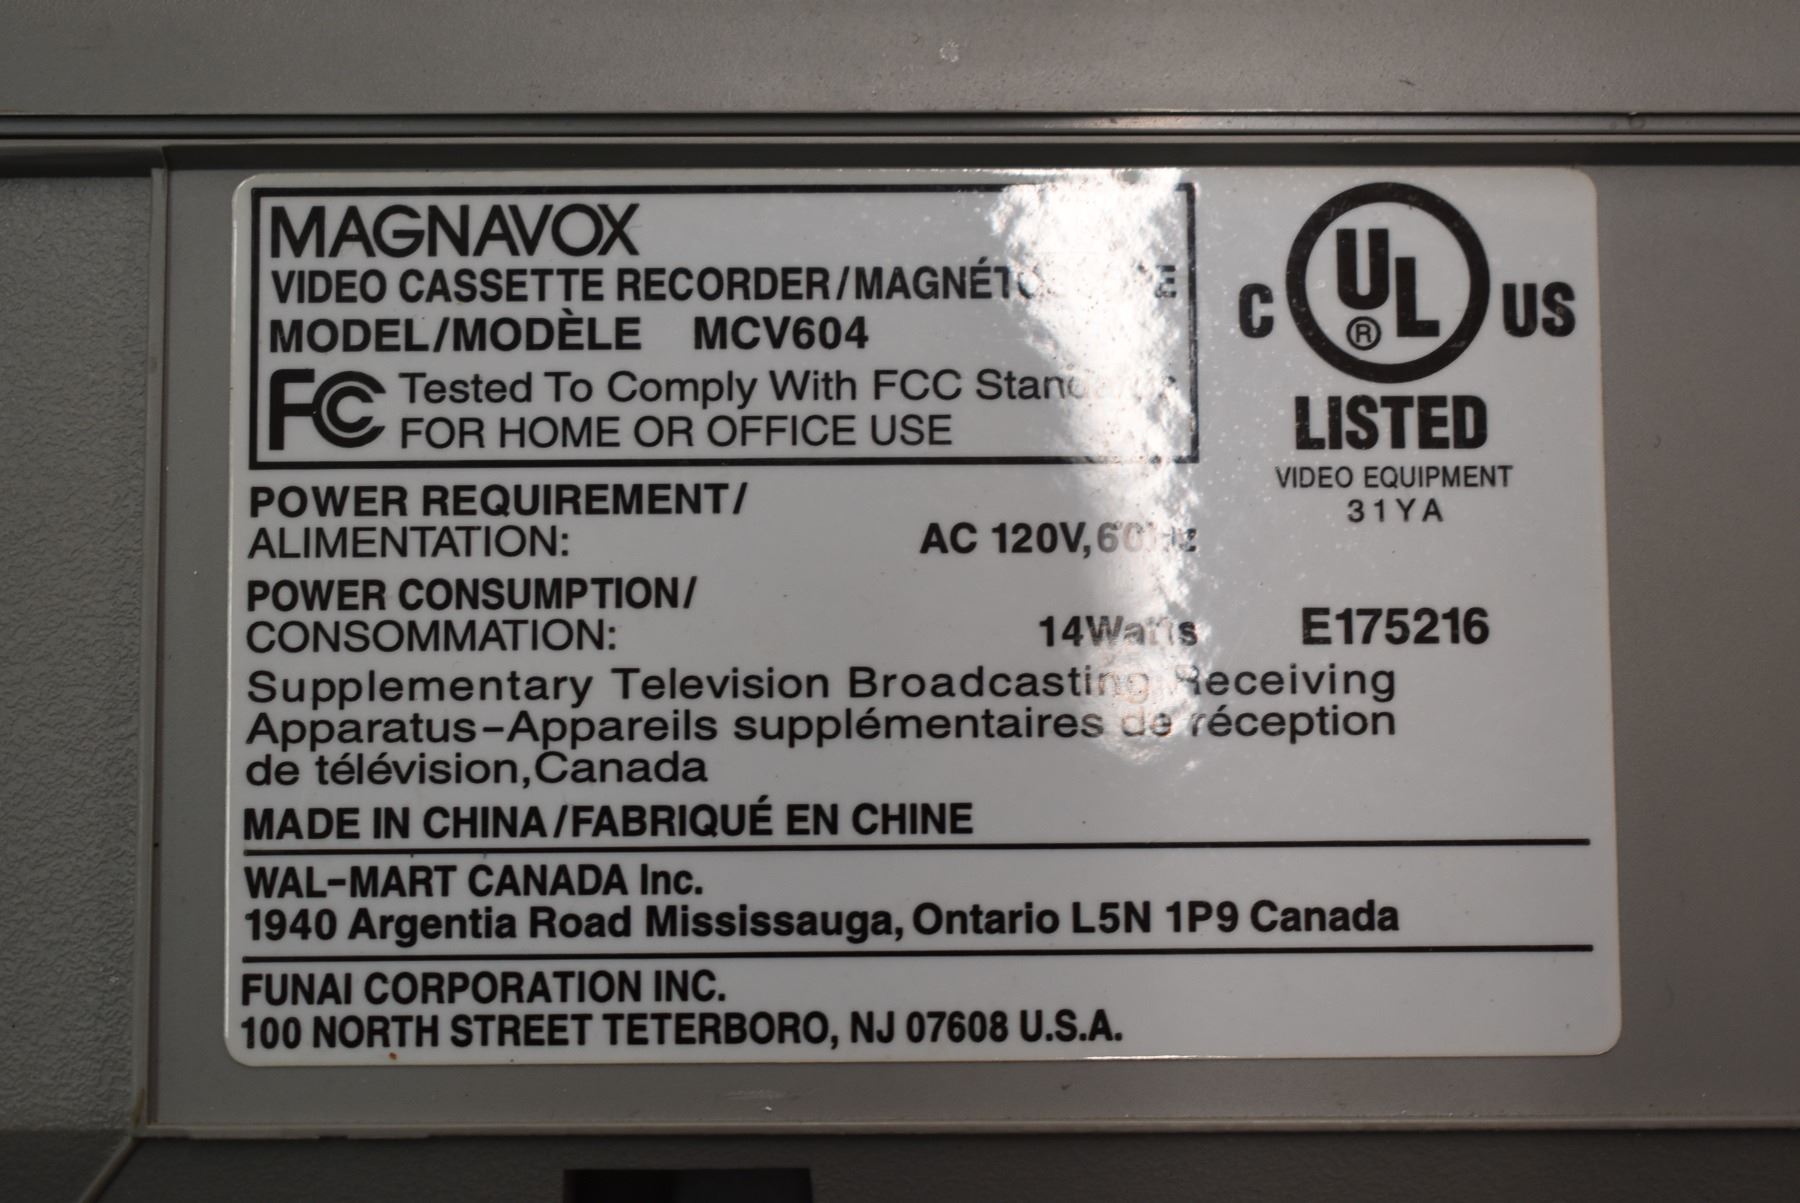 MAGNAVOX
VIDEO CASSETTE RECORDER/
MODEL/MODÈLE MCV604
FC Tested To Comply With FCC
FOR HOME OR OFFICE USE
C UL ® US
LISTED
VIDEO EQUIPMENT
31YA
POWER REQUIREMENT/
ALIMENTATION: AC 120V, 60Hz
POWER CONSUMPTION/
CONSOMMATION: 14Watts
E175216
Supplementary Television Broadcasting Receiving
Apparatus-Appareils supplémentaires de réception
de télévision,Canada
MADE IN CHINA/FABRIQUÉ EN CHINE
WAL-MART CANADA Inc.
1940 Argentia Road Mississauga, Ontario L5N 1P9 Canada
FUNAI CORPORATION INC.
100 NORTH STREET TETERBORO, NJ 07608 U.S.A.